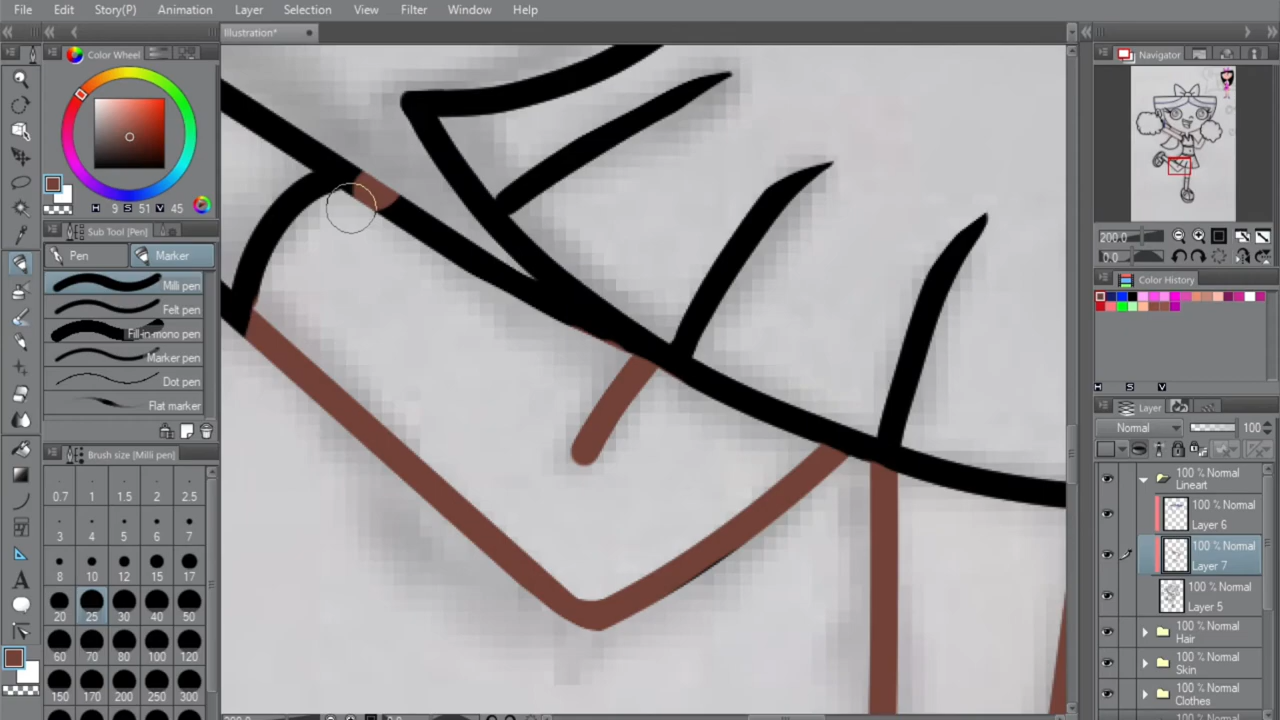 File Edit Story(P) Animation Layer Selection View Filter Window Help
Illustration*
Color Wheel
H 9 S 51 V 45
Sub Tool [Pen]
Pen Marker
Milli pen
Felt pen
Fill-in mono pen
Marker pen
Dot pen
Flat marker
Brush size [Milli pen]
0.7 1 1.5 2 2.5
3 4 5 6 7
8 10 12 15 17
20 25 30 40 50
60 70 80 100 120
150 200 250 300
Navigator
200.0
0.0
Color History
H S V
Layer
Normal 100
100 % Normal
Lineart
100 % Normal
Layer 6
100 % Normal
Layer 7
100 % Normal
Layer 5
100 % Normal
Hair
100 % Normal
Skin
100 % Normal
Clothes